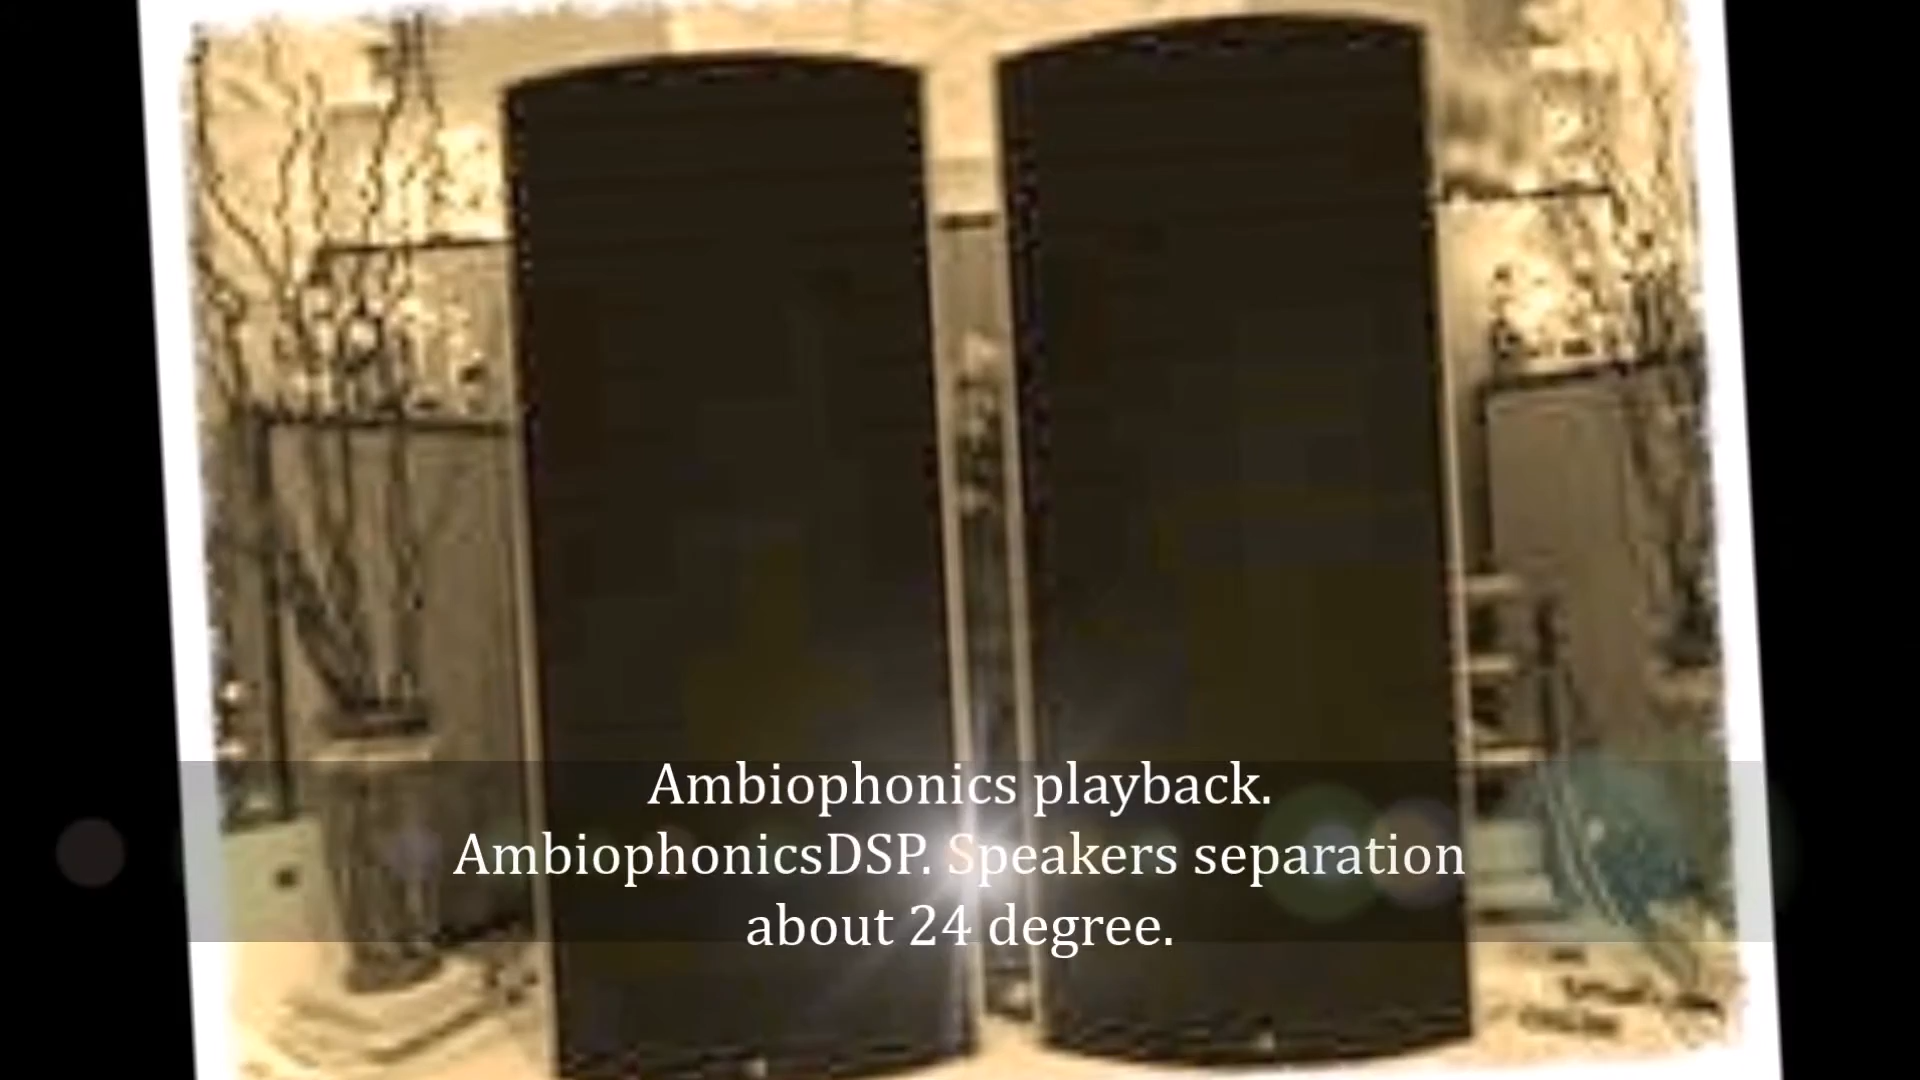 Ambiophonics playback.
AmbiophonicsDSP. Speakers separation
about 24 degree.